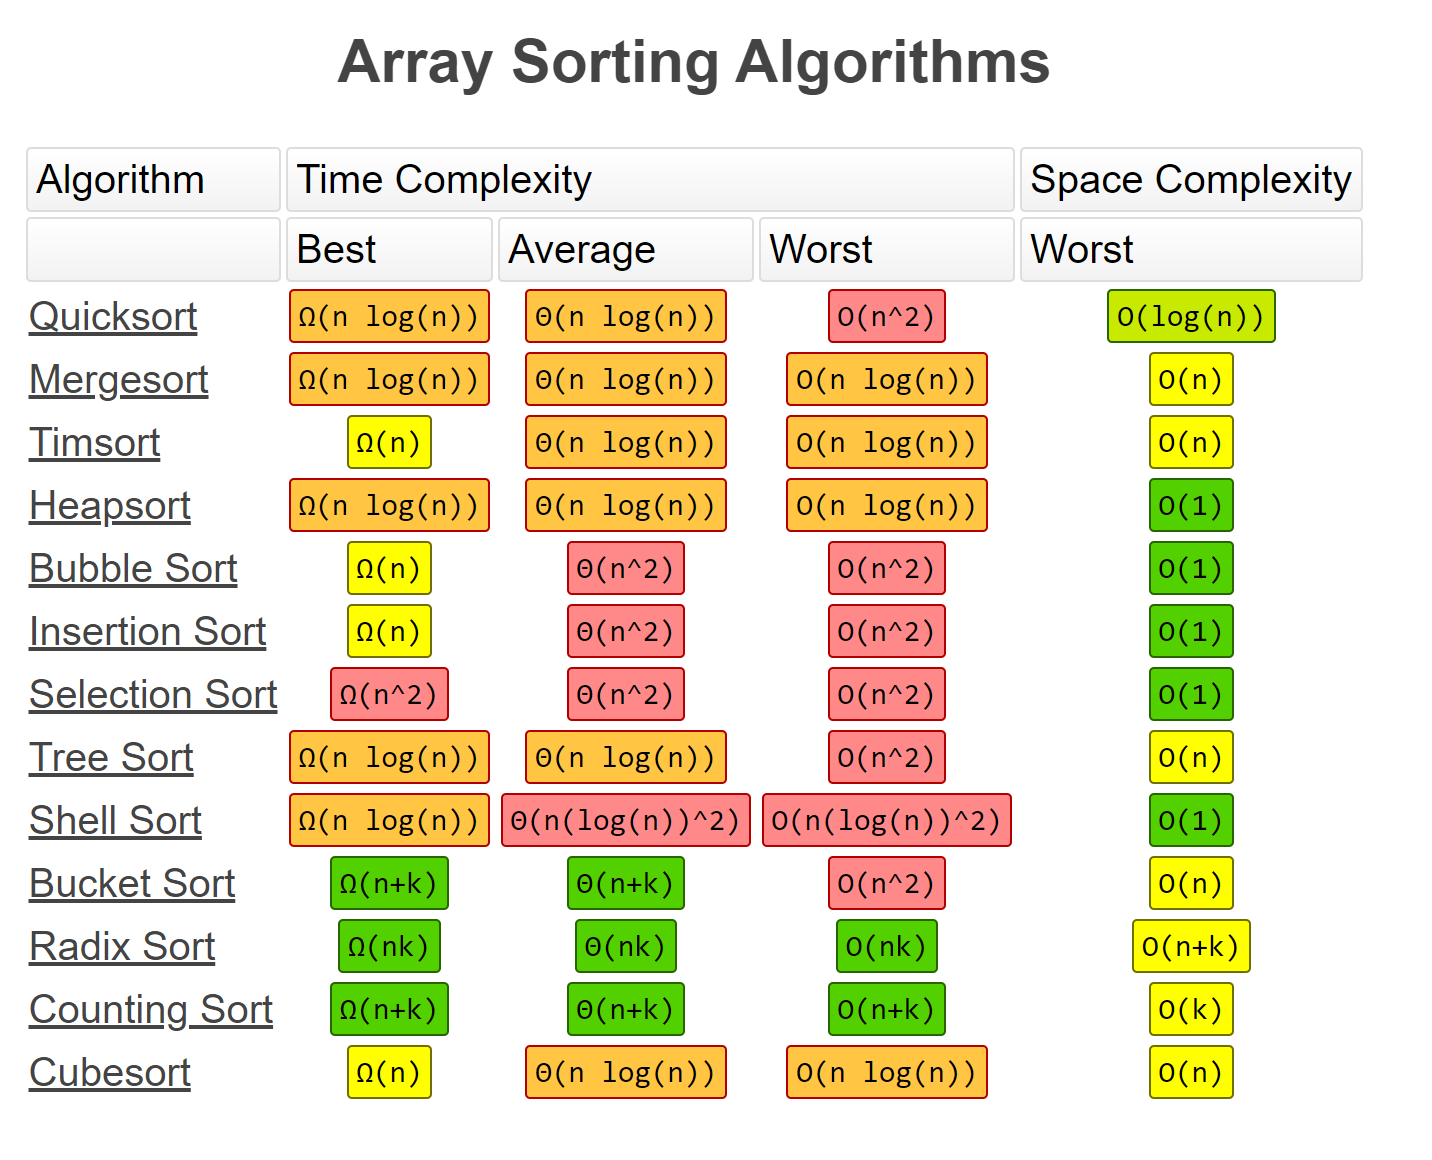 Array Sorting Algorithms
Algorithm Time Complexity Space Complexity
Best Average Worst Worst
Quicksort Ω(n log(n)) Θ(n log(n)) O(n^2) O(log(n))
Mergesort Ω(n log(n)) Θ(n log(n)) O(n log(n)) O(n)
Timsort Ω(n) Θ(n log(n)) O(n log(n)) O(n)
Heapsort Ω(n log(n)) Θ(n log(n)) O(n log(n)) O(1)
Bubble Sort Ω(n) Θ(n^2) O(n^2) O(1)
Insertion Sort Ω(n) Θ(n^2) O(n^2) O(1)
Selection Sort Ω(n^2) Θ(n^2) O(n^2) O(1)
Tree Sort Ω(n log(n)) Θ(n log(n)) O(n^2) O(n)
Shell Sort Ω(n log(n)) Θ(n(log(n))^2) O(n(log(n))^2) O(1)
Bucket Sort Ω(n+k) Θ(n+k) O(n^2) O(n)
Radix Sort Ω(nk) Θ(nk) O(nk) O(n+k)
Counting Sort Ω(n+k) Θ(n+k) O(n+k) O(k)
Cubesort Ω(n) Θ(n log(n)) O(n log(n)) O(n)